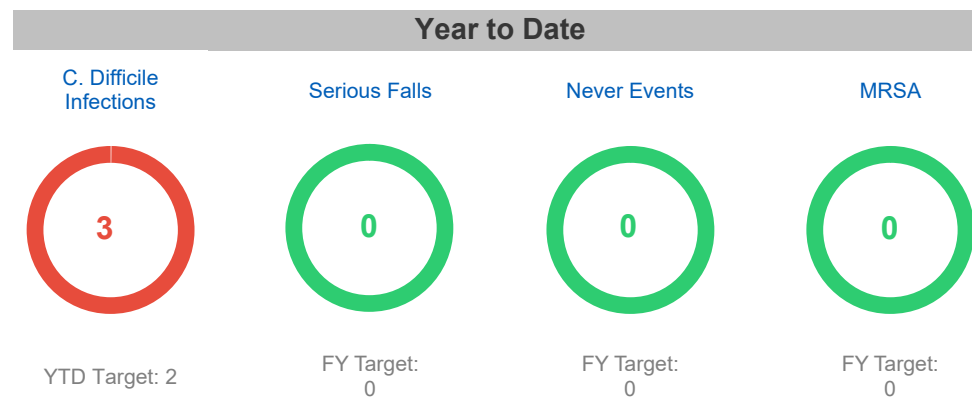 Year to Date
C. Difficile
Infections
Serious Falls
Never Events
MRSA
3
0
0
0
YTD Target: 2
FY Target:
0
FY Target:
0
FY Target:
0